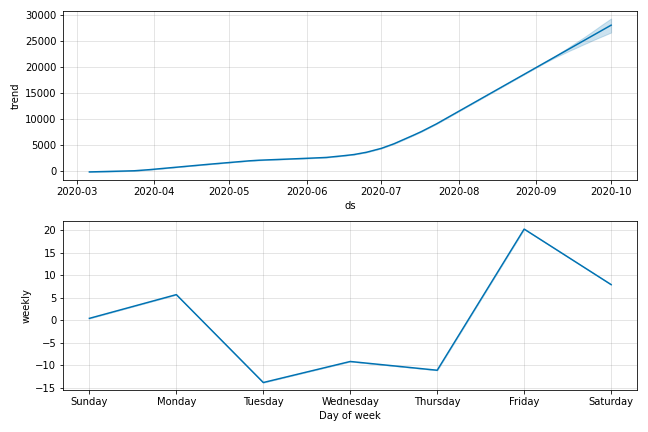 30000
25000
20000
15000
10000
5000
0
trend
2020-03 2020-04 2020-05 2020-06 2020-07 2020-08 2020-09 2020-10
ds
20
15
10
5
0
−5
−10
−15
weekly
Sunday Monday Tuesday Wednesday Thursday Friday Saturday
Day of week